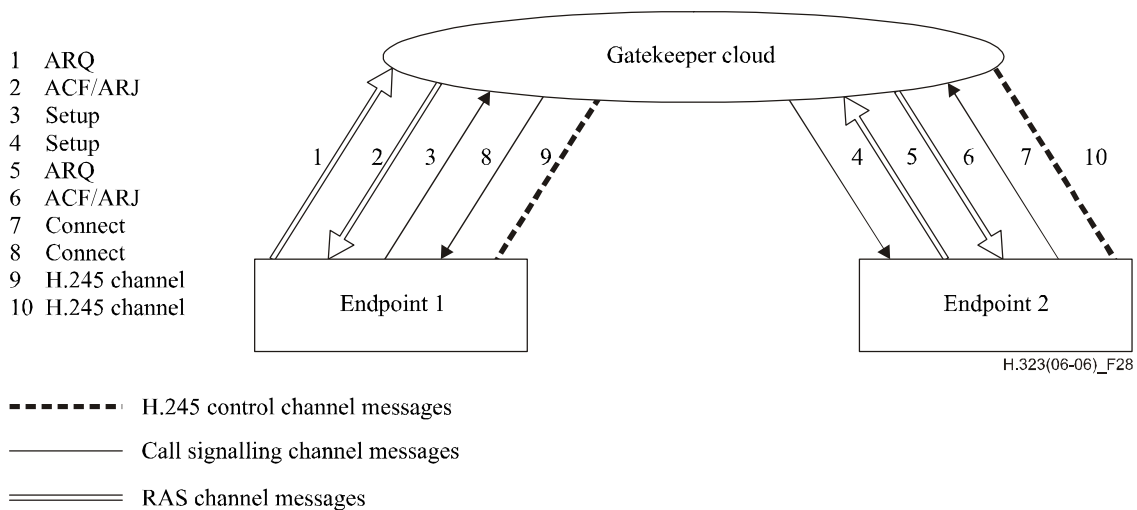 Gatekeeper cloud
1 ARQ
2 ACF/ARJ
3 Setup
4 Setup
5 ARQ
6 ACF/ARJ
7 Connect
8 Connect
9 H.245 channel
10 H.245 channel
1 2 3 8 9 4 5 6 7 10
Endpoint 1 Endpoint 2
H.323(06-06)_F28
H.245 control channel messages
Call signalling channel messages
RAS channel messages